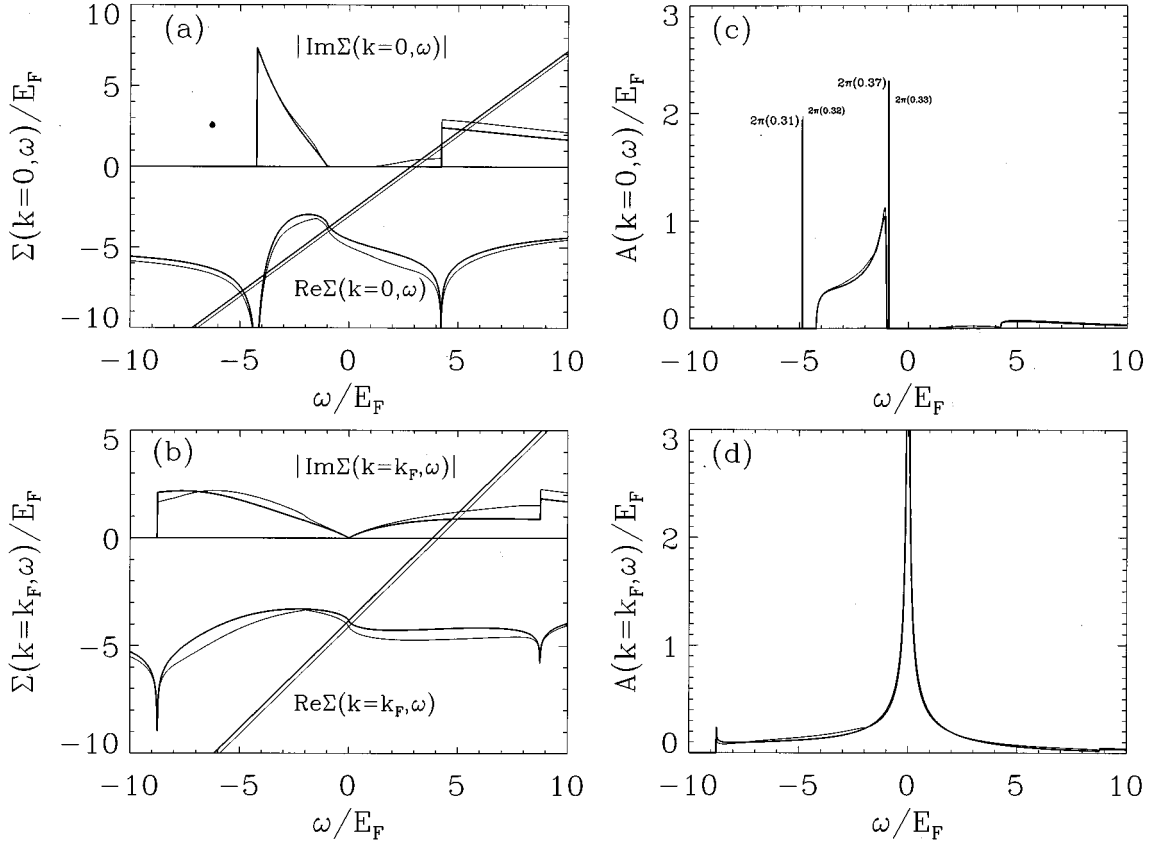 (a)
|ImΣ(k=0,ω)|
ReΣ(k=0,ω)
Σ(k=0,ω)/E_F
10
5
0
−5
−10
−10 −5 0 5 10
ω/E_F
(c)
2π(0.31)
2π(0.32)
2π(0.37)
2π(0.33)
A(k=0,ω)/E_F
3
2
1
0
−10 −5 0 5 10
ω/E_F
(b)
|ImΣ(k=k_F,ω)|
ReΣ(k=k_F,ω)
Σ(k=k_F,ω)/E_F
5
0
−5
−10
−10 −5 0 5 10
ω/E_F
(d)
A(k=k_F,ω)/E_F
3
2
1
0
−10 −5 0 5 10
ω/E_F